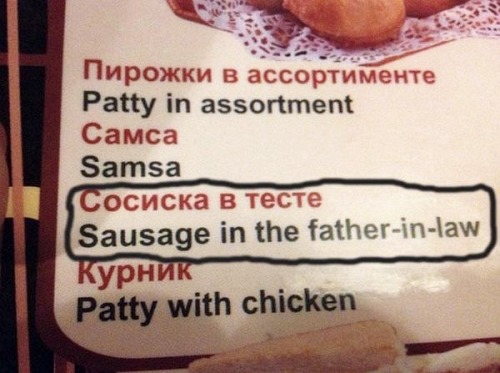 Пирожки в ассортименте
Patty in assortment
Самса
Samsa
Сосиска в тесте
Sausage in the father-in-law
Курник
Patty with chicken